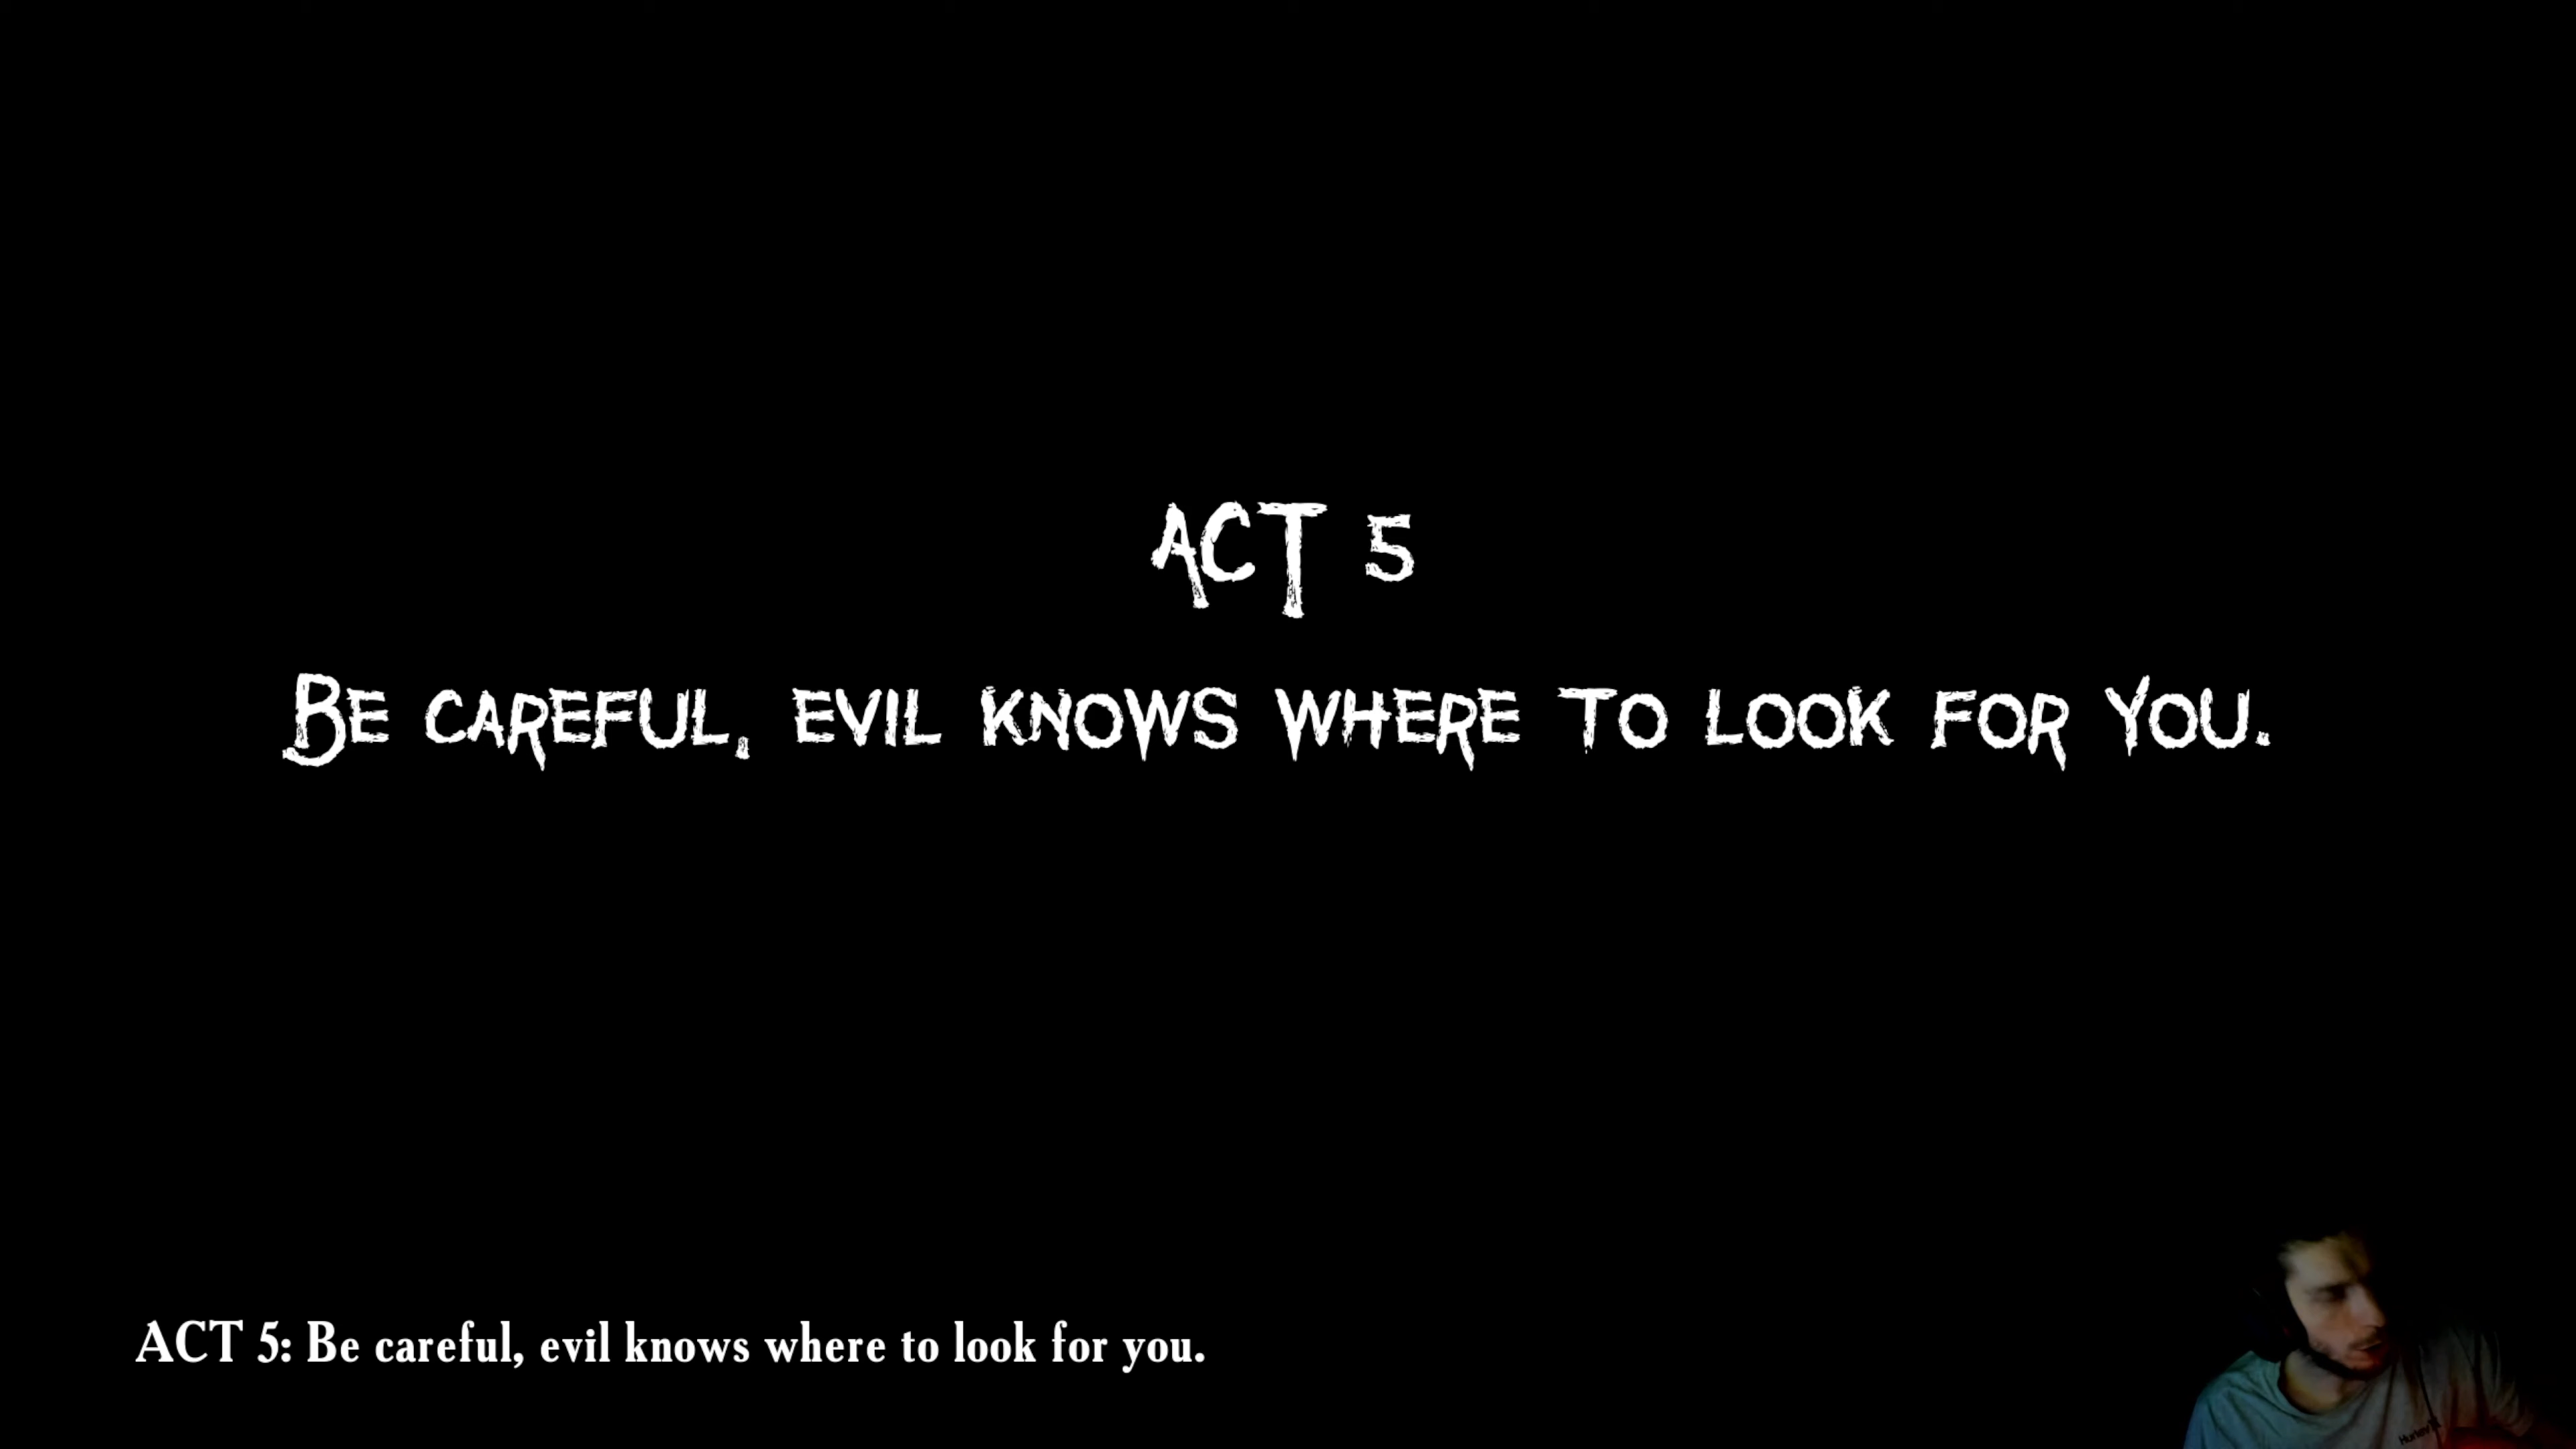 ACT 5
BE CAREFUL, EVIL KNOWS WHERE TO LOOK FOR YOU.
ACT 5: Be careful, evil knows where to look for you.
Hurley